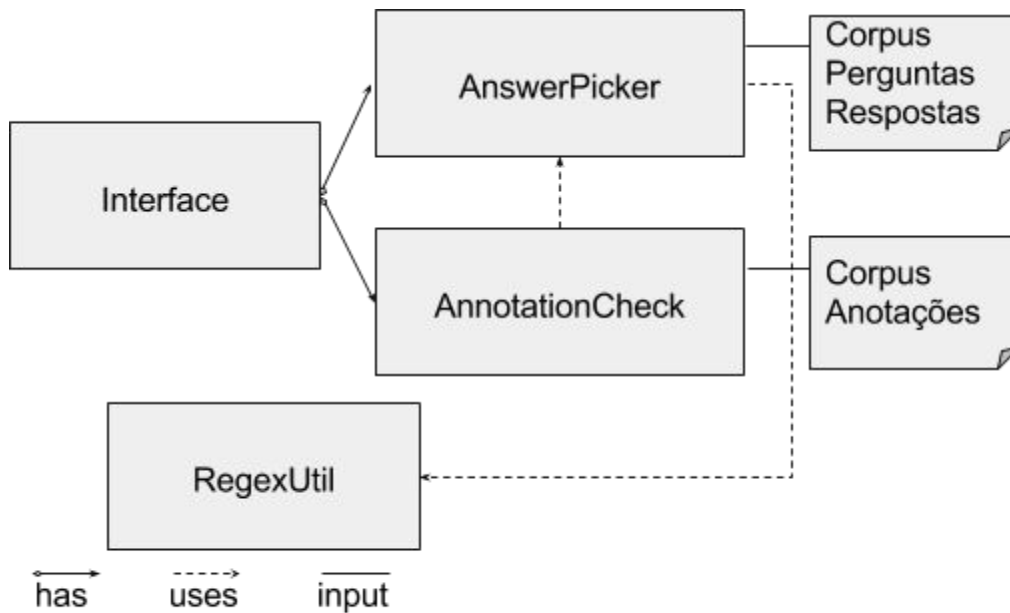 AnswerPicker
Corpus
Perguntas
Respostas
Interface
AnnotationCheck
Corpus
Anotações
RegexUtil
has
uses
input